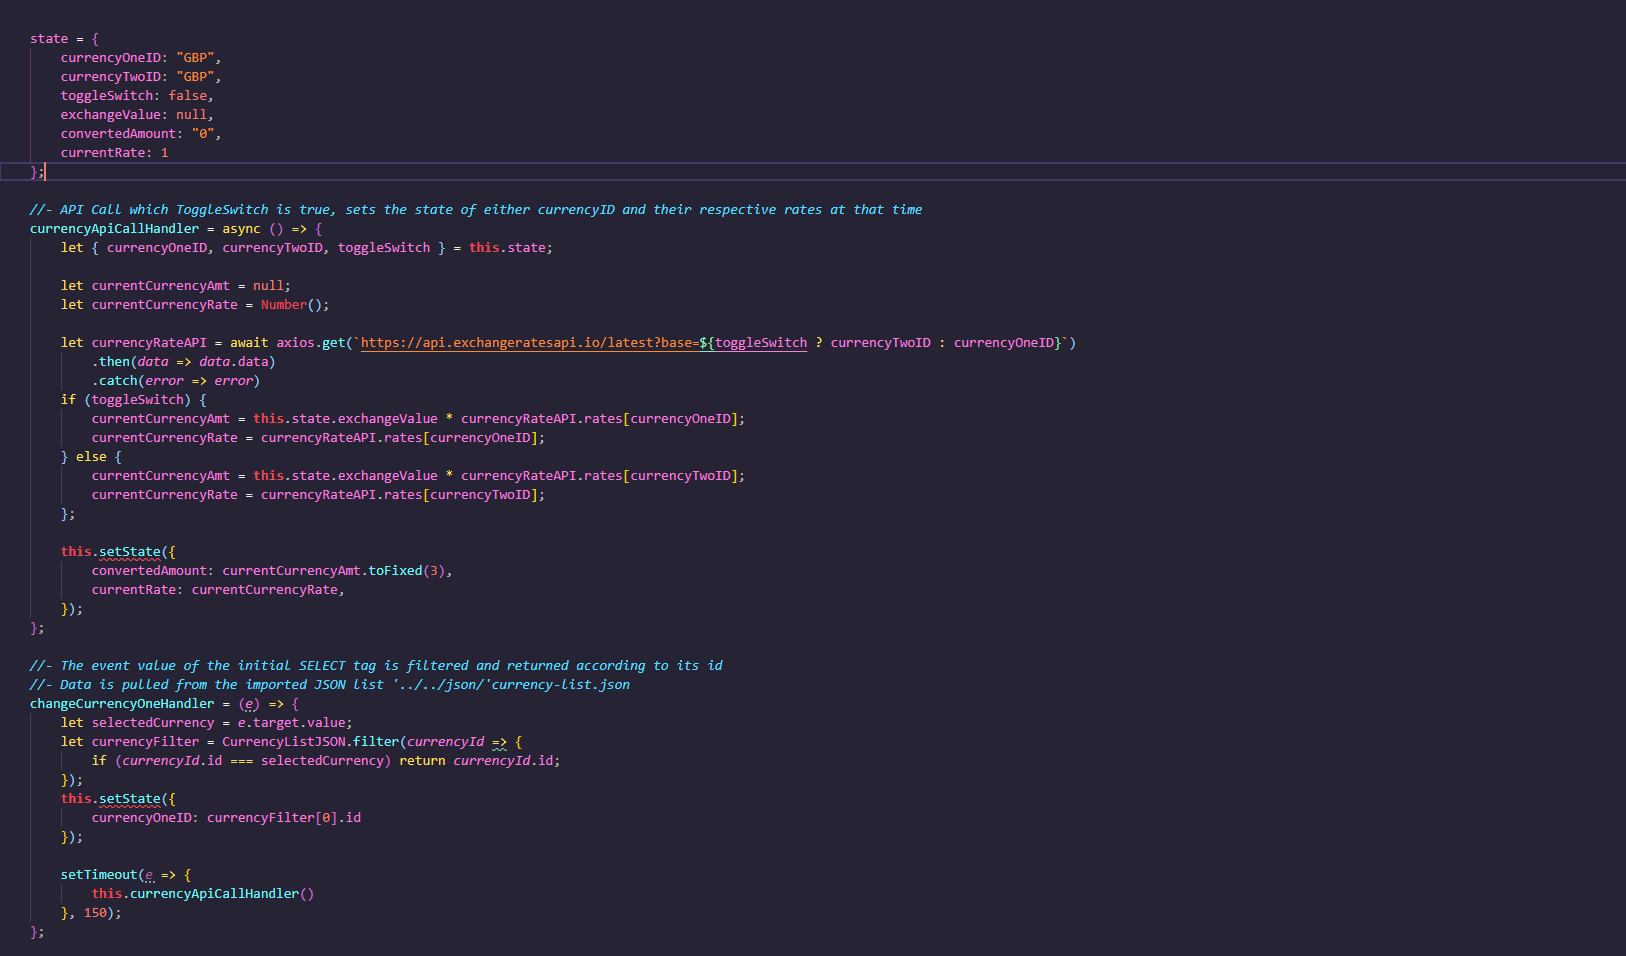 state = {
    currencyOneID: "GBP",
    currencyTwoID: "GBP",
    toggleSwitch: false,
    exchangeValue: null,
    convertedAmount: "0",
    currentRate: 1
};
//- API Call which ToggleSwitch is true, sets the state of either currencyID and their respective rates at that time
currencyApiCallHandler = async () => {
    let { currencyOneID, currencyTwoID, toggleSwitch } = this.state;
    let currentCurrencyAmt = null;
    let currentCurrencyRate = Number();
    let currencyRateAPI = await axios.get(`https://api.exchangeratesapi.io/latest?base=${toggleSwitch ? currencyTwoID : currencyOneID}`)
        .then(data => data.data)
        .catch(error => error)
    if (toggleSwitch) {
        currentCurrencyAmt = this.state.exchangeValue * currencyRateAPI.rates[currencyOneID];
        currentCurrencyRate = currencyRateAPI.rates[currencyOneID];
    } else {
        currentCurrencyAmt = this.state.exchangeValue * currencyRateAPI.rates[currencyTwoID];
        currentCurrencyRate = currencyRateAPI.rates[currencyTwoID];
    };
    this.setState({
        convertedAmount: currentCurrencyAmt.toFixed(3),
        currentRate: currentCurrencyRate,
    });
};
//- The event value of the initial SELECT tag is filtered and returned according to its id
//- Data is pulled from the imported JSON list '../../json/'currency-list.json
changeCurrencyOneHandler = (e) => {
    let selectedCurrency = e.target.value;
    let currencyFilter = CurrencyListJSON.filter(currencyId => {
        if (currencyId.id === selectedCurrency) return currencyId.id;
    });
    this.setState({
        currencyOneID: currencyFilter[0].id
    });
    setTimeout(e => {
        this.currencyApiCallHandler()
    }, 150);
};